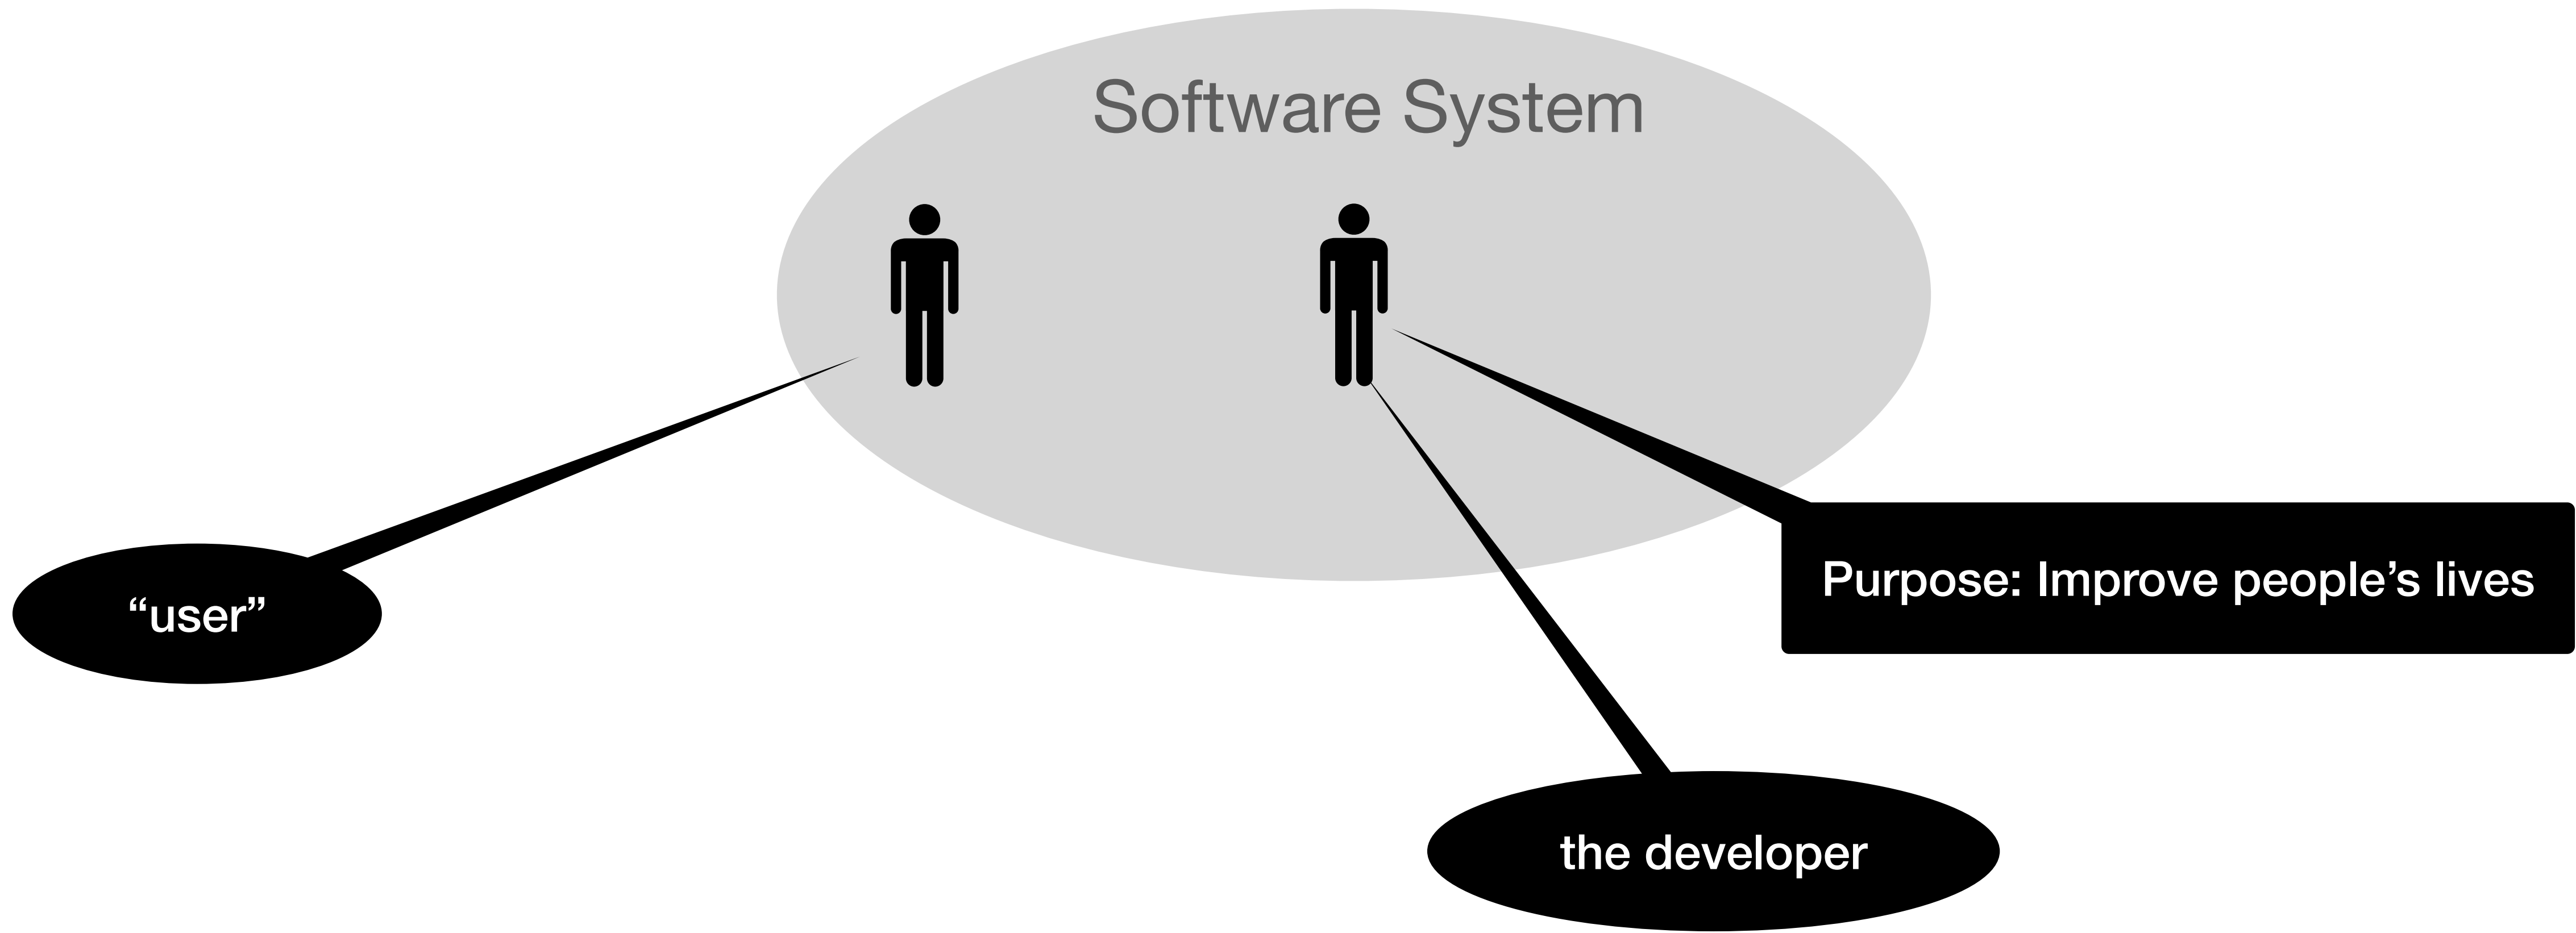 Software System
“user”
Purpose: Improve people’s lives
the developer